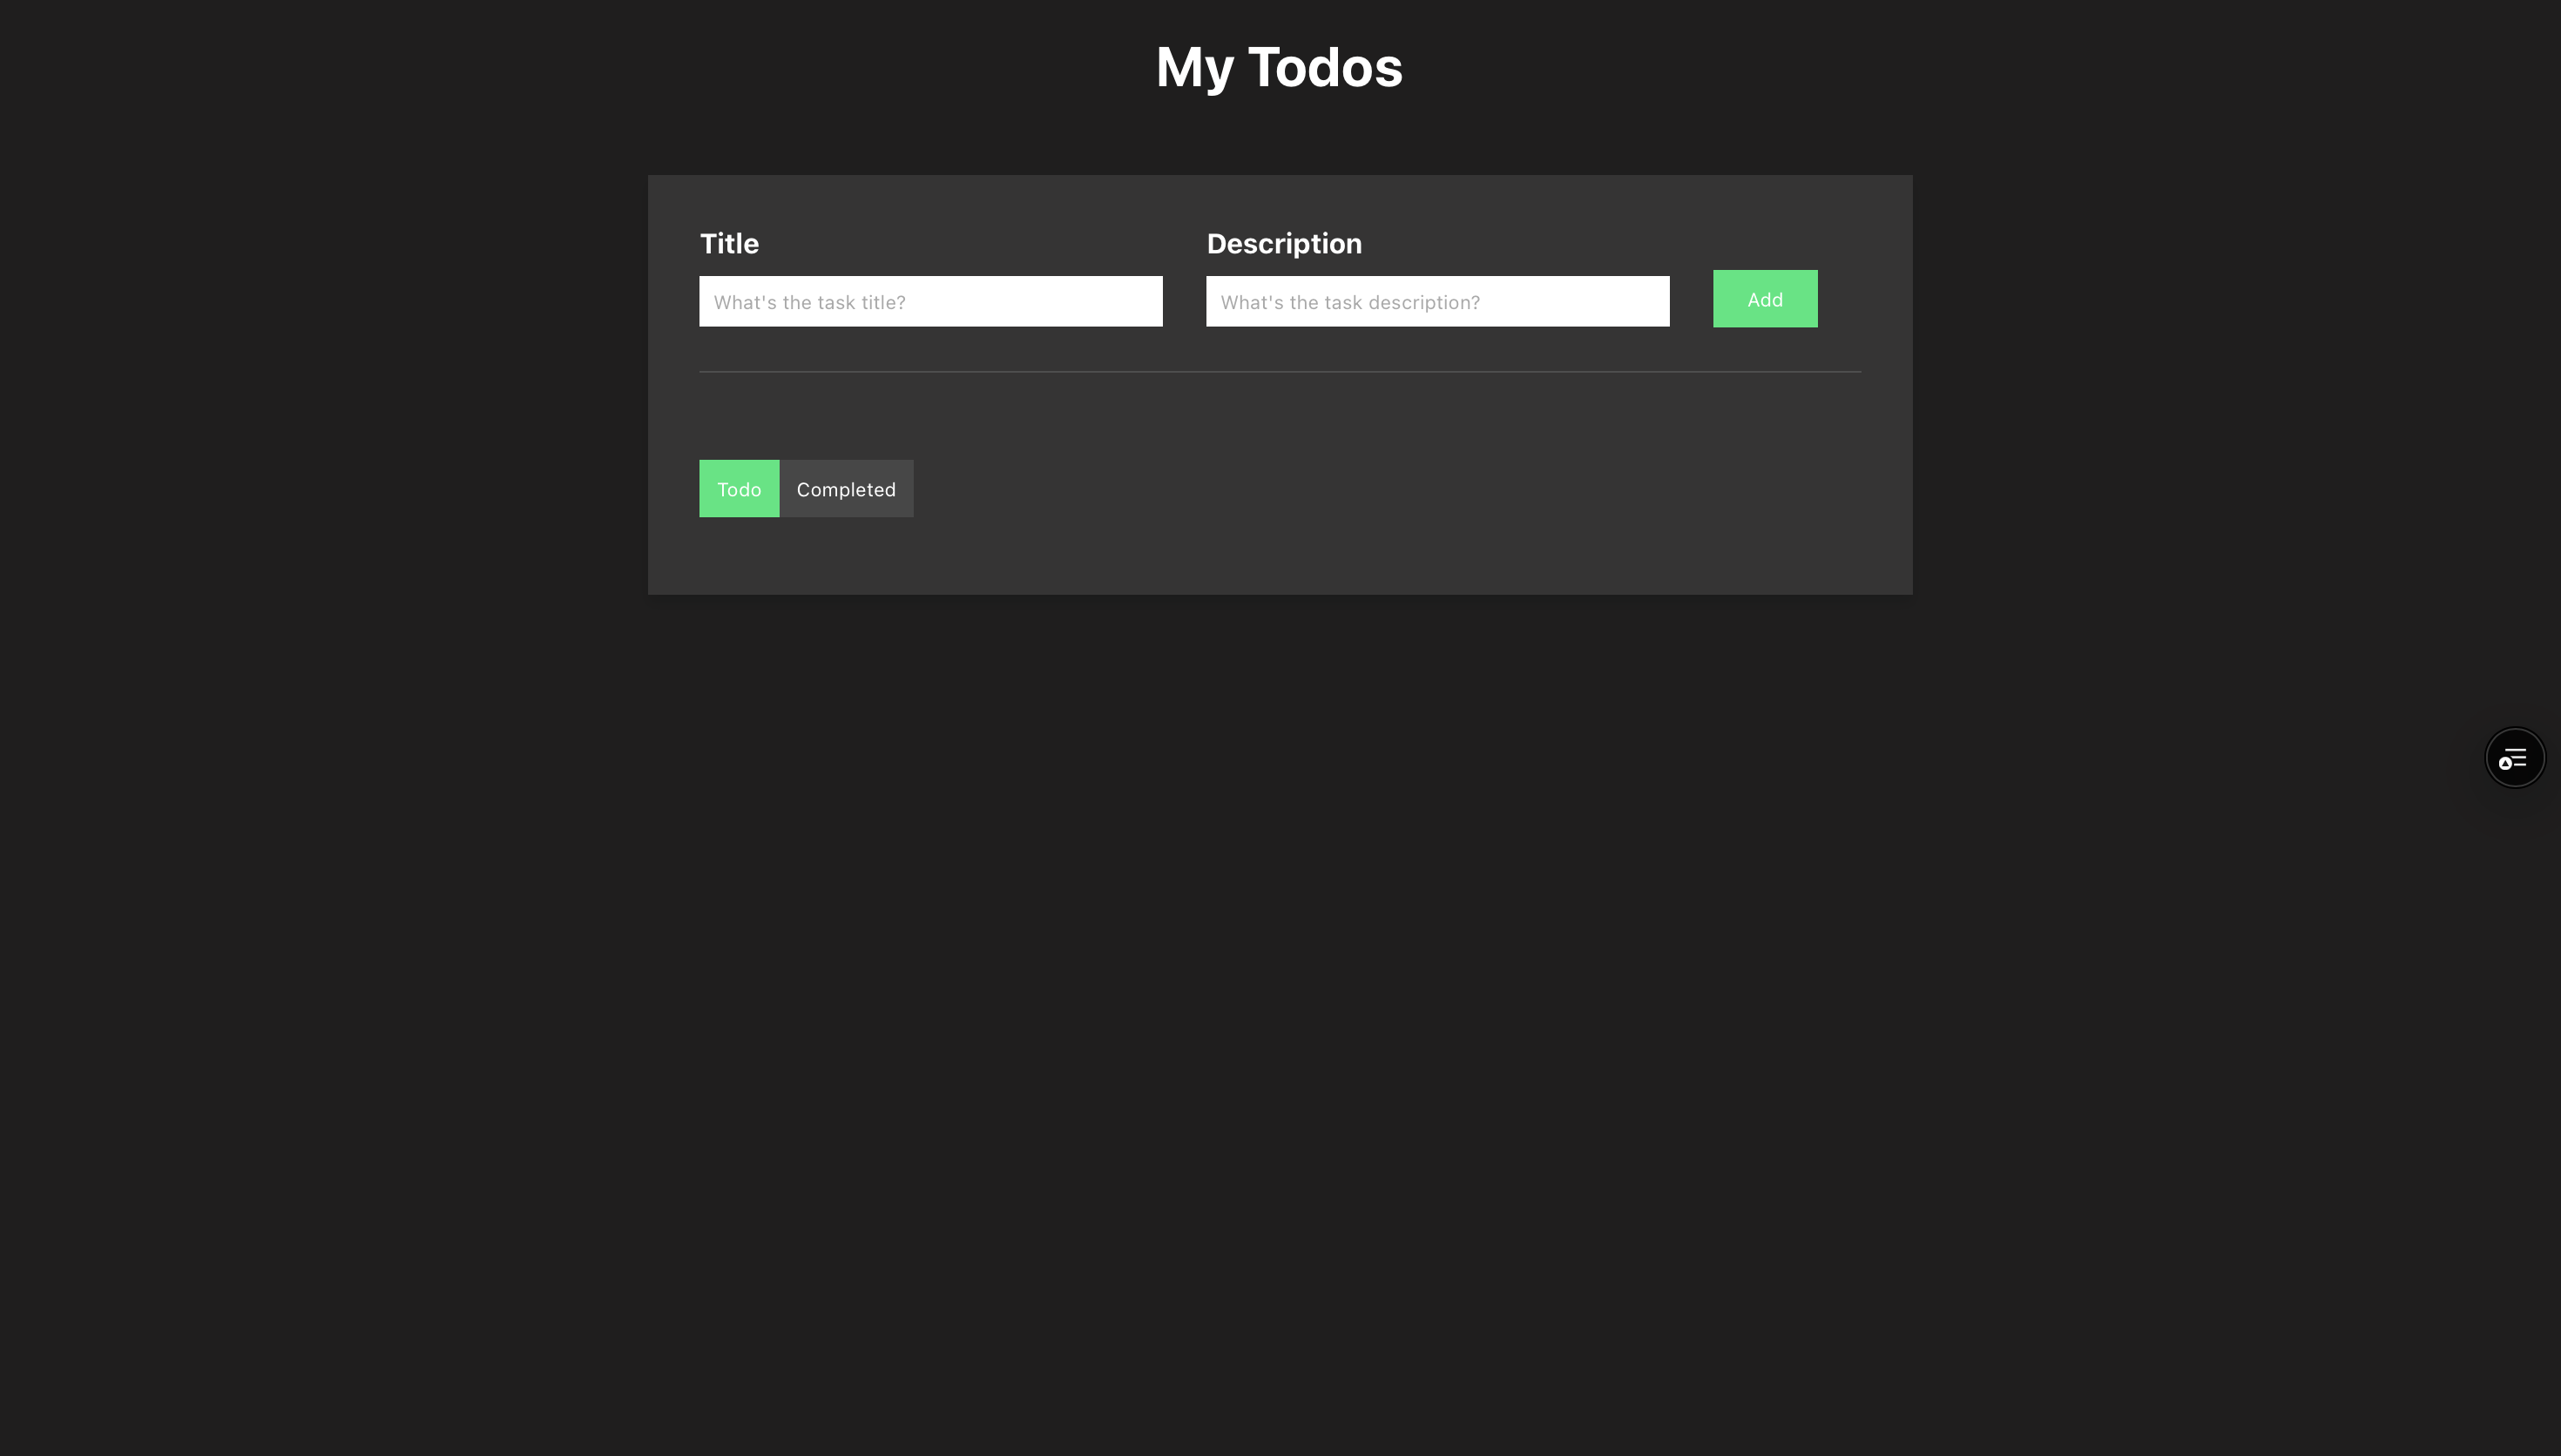 My Todos
Title
Description
What's the task title?
What's the task description?
Add
Todo
Completed